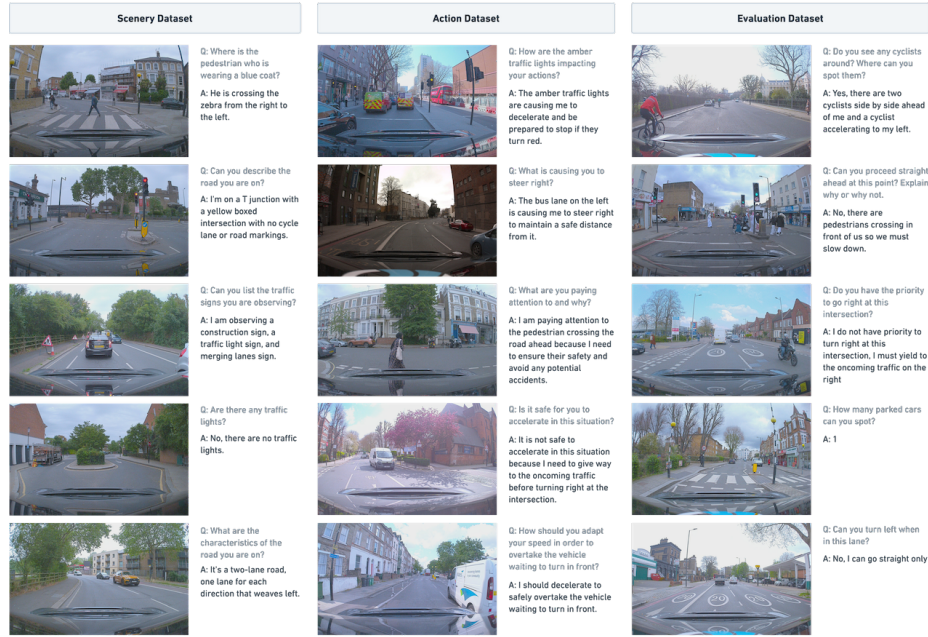 Scenery Dataset
Q: Where is the
pedestrian who is
wearing a blue coat?
A: He is crossing the
zebra from the right to
the left.
Q: Can you describe the
road you are on?
A: I'm on a T junction with
a yellow boxed
intersection with no cycle
lane or road markings.
Q: Can you list the traffic
signs you are observing?
A: I am observing a
construction sign, a
traffic light sign, and
merging lanes sign.
Q: Are there any traffic
lights?
A: No, there are no traffic
lights.
Q: What are the
characteristics of the
road you are on?
A: It's a two-lane road,
one lane for each
direction that weaves left.
Action Dataset
Q: How are the amber
traffic lights impacting
your actions?
A: The amber traffic lights
are causing me to
decelerate and be
prepared to stop if they
turn red.
Q: What is causing you to
steer right?
A: The bus lane on the left
is causing me to steer right
to maintain a safe distance
from it.
Q: What are you paying
attention to and why?
A: I am paying attention to
the pedestrian crossing the
road ahead because I need
to ensure their safety and
avoid any potential
accidents.
Q: Is it safe for you to
accelerate in this situation?
A: It is not safe to
accelerate in this situation
because I need to give way
to the oncoming traffic
before turning right at the
intersection.
Q: How should you adapt
your speed in order to
overtake the vehicle
waiting to turn in front?
A: I should decelerate to
safely overtake the vehicle
waiting to turn in front.
Evaluation Dataset
Q: Do you see any cyclists
around? Where can you
spot them?
A: Yes, there are two
cyclists side by side ahead
of me and a cyclist
accelerating to my left.
Q: Can you proceed straight
ahead at this point? Explain
why or why not.
A: No, there are
pedestrians crossing in
front of us so we must
slow down.
Q: Do you have the priority
to go right at this
intersection?
A: I do not have priority to
turn right at this
intersection, I must yield to
the oncoming traffic on the
right
Q: How many parked cars
can you spot?
A: 1
Q: Can you turn left when
in this lane?
A: No, I can go straight only